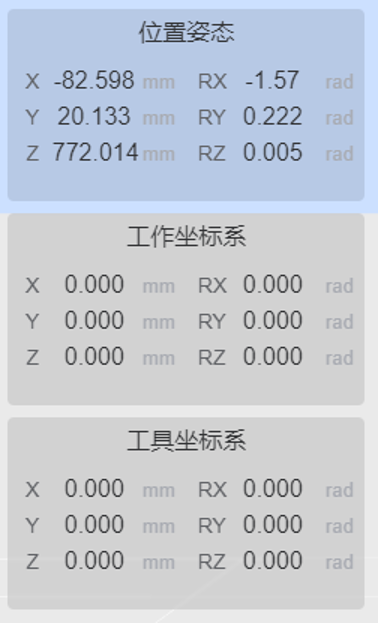 位置姿态
X -82.598 mm RX -1.57 rad
Y 20.133 mm RY 0.222 rad
Z 772.014 mm RZ 0.005 rad
工作坐标系
X 0.000 mm RX 0.000 rad
Y 0.000 mm RY 0.000 rad
Z 0.000 mm RZ 0.000 rad
工具坐标系
X 0.000 mm RX 0.000 rad
Y 0.000 mm RY 0.000 rad
Z 0.000 mm RZ 0.000 rad